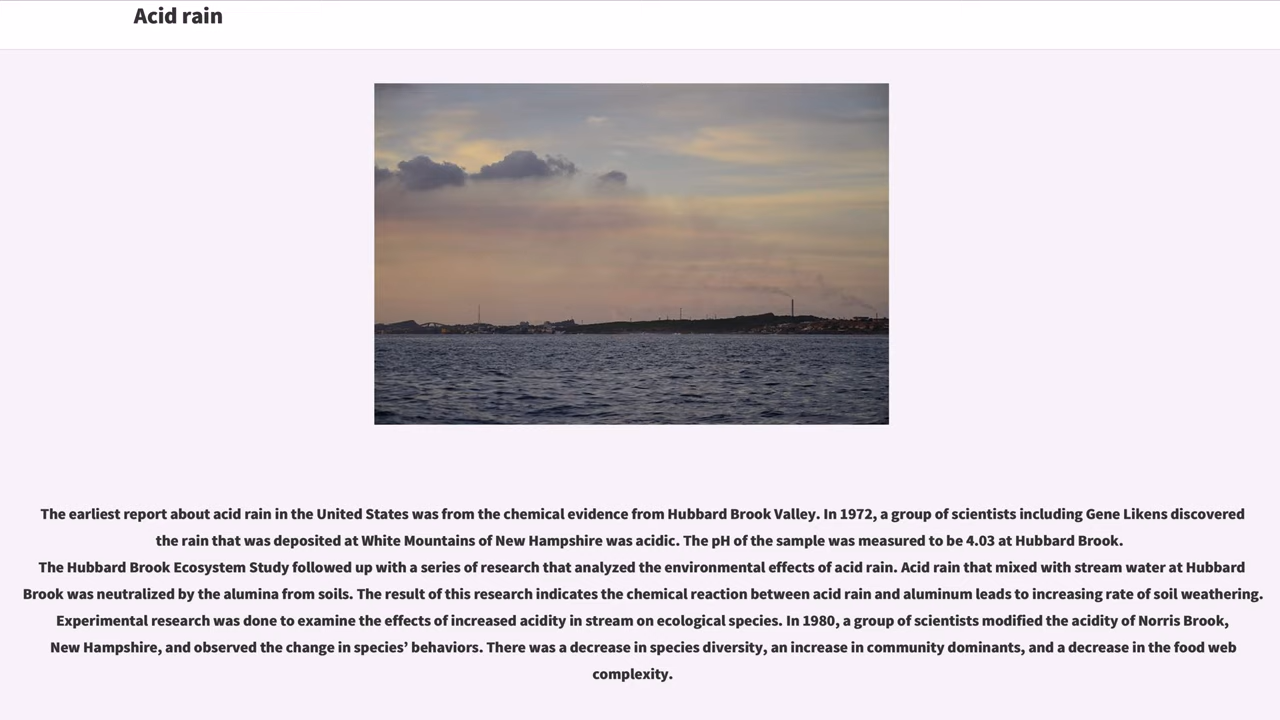 Acid rain
The earliest report about acid rain in the United States was from the chemical evidence from Hubbard Brook Valley. In 1972, a group of scientists including Gene Likens discovered
the rain that was deposited at White Mountains of New Hampshire was acidic. The pH of the sample was measured to be 4.03 at Hubbard Brook.
The Hubbard Brook Ecosystem Study followed up with a series of research that analyzed the environmental effects of acid rain. Acid rain that mixed with stream water at Hubbard
Brook was neutralized by the alumina from soils. The result of this research indicates the chemical reaction between acid rain and aluminum leads to increasing rate of soil weathering.
Experimental research was done to examine the effects of increased acidity in stream on ecological species. In 1980, a group of scientists modified the acidity of Norris Brook,
New Hampshire, and observed the change in species’ behaviors. There was a decrease in species diversity, an increase in community dominants, and a decrease in the food web
complexity.